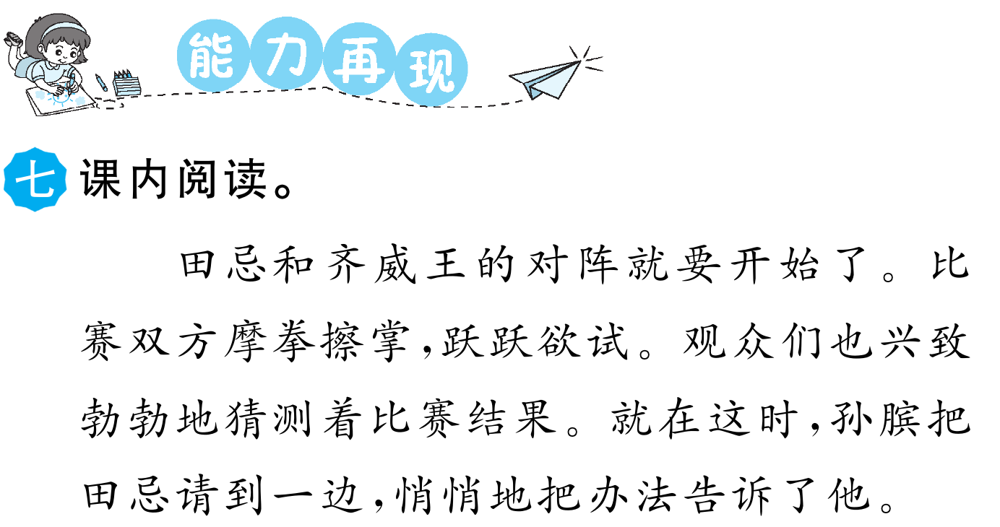 能力再现
七 课内阅读。
田忌和齐威王的对阵就要开始了。比
赛双方摩拳擦掌,跃跃欲试。观众们也兴致
勃勃地猜测着比赛结果。就在这时,孙膑把
田忌请到一边,悄悄地把办法告诉了他。